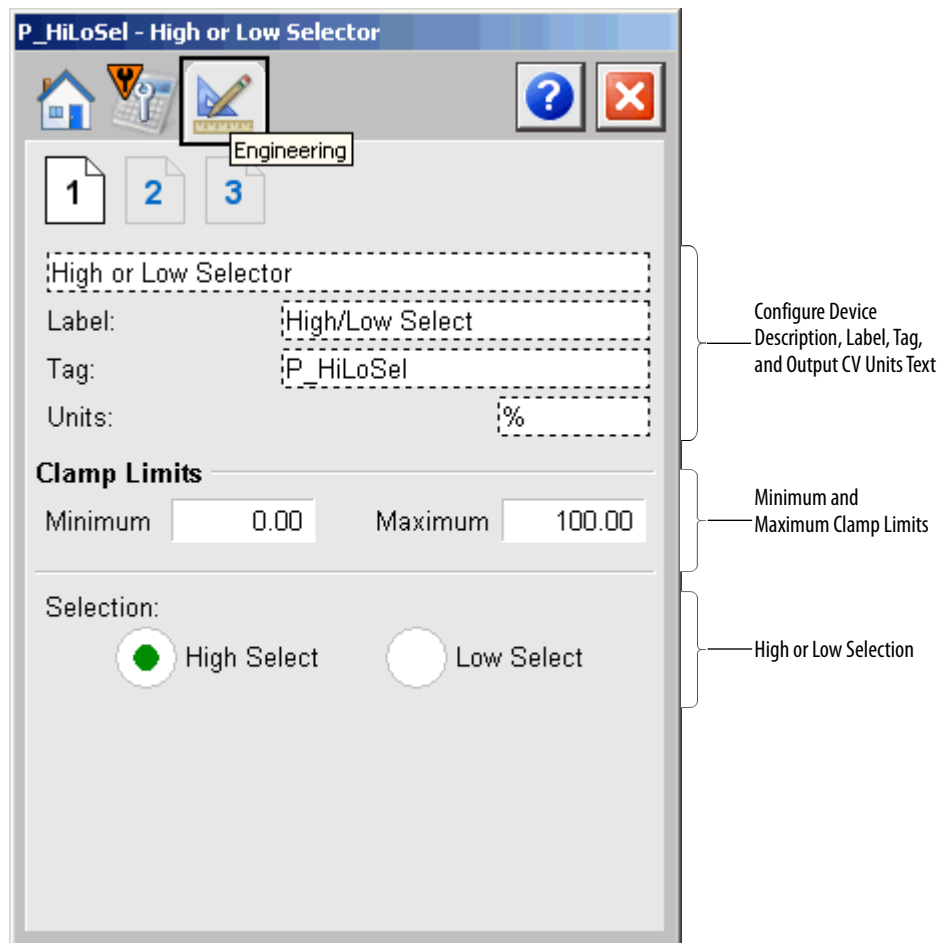 P_HiLoSel - High or Low Selector
?
Engineering
1 2 3
High or Low Selector
Label: High/Low Select
Tag: P_HiLoSel
Units: %
Configure Device
Description, Label, Tag,
and Output CV Units Text
Clamp Limits
Minimum 0.00 Maximum 100.00
Minimum and
Maximum Clamp Limits
Selection:
High Select Low Select
High or Low Selection